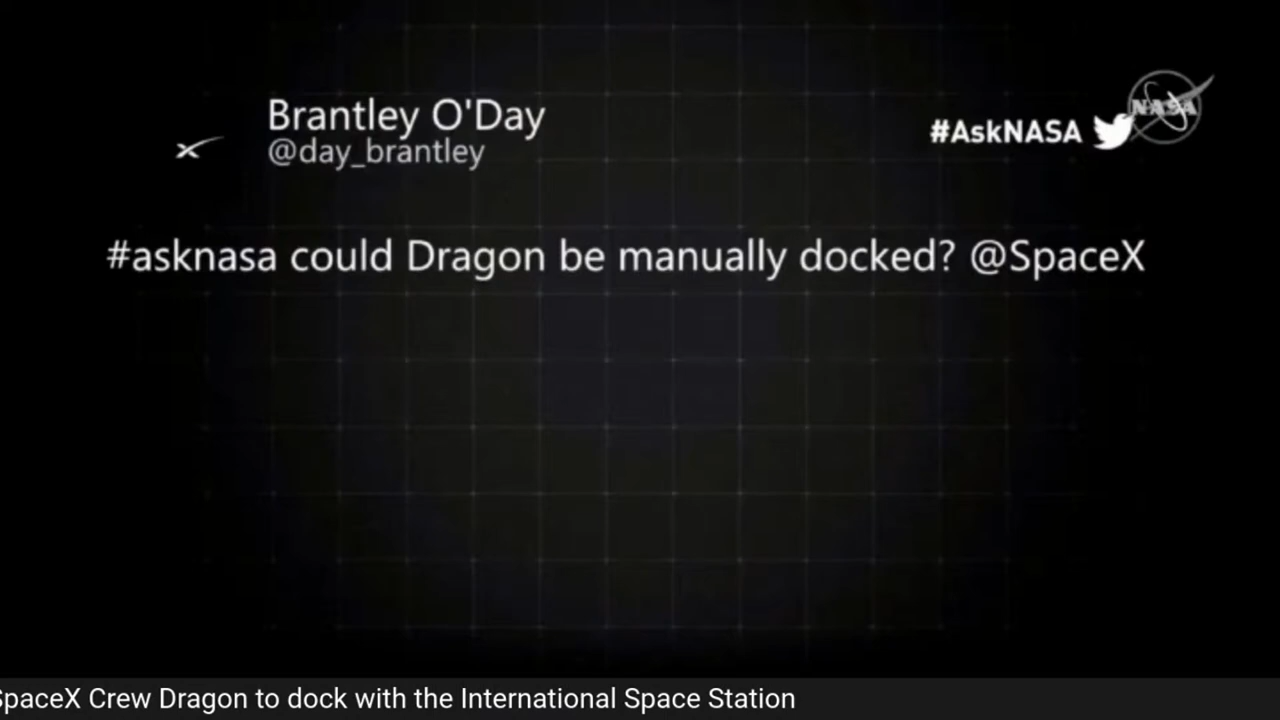 Brantley O'Day
@day_brantley
#AskNASA
NASA
#asknasa could Dragon be manually docked? @SpaceX
SpaceX Crew Dragon to dock with the International Space Station